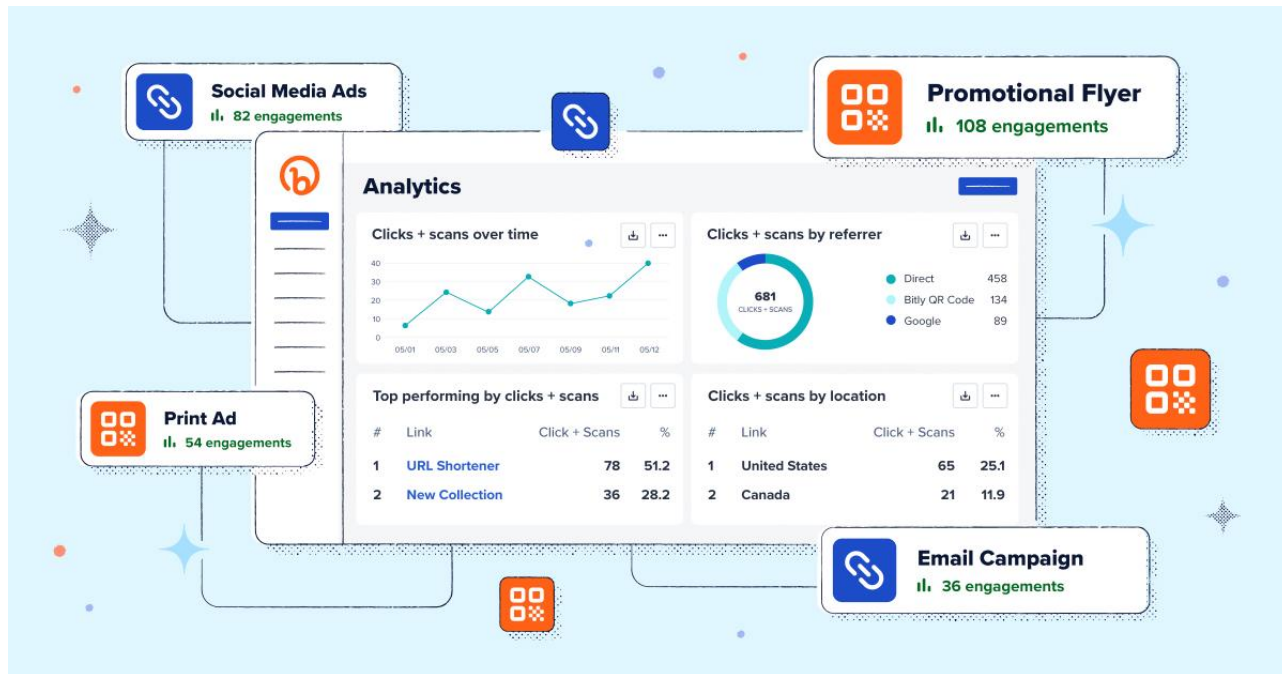 Social Media Ads
82 engagements
Promotional Flyer
108 engagements
b
Analytics
Clicks + scans over time
40
30
20
10
0
05/01 05/03 05/05 05/07 05/09 05/11 05/12
Clicks + scans by referrer
681
CLICKS + SCANS
Direct 458
Bitly QR Code 134
Google 89
Print Ad
54 engagements
Top performing by clicks + scans
# Link Click + Scans %
1 URL Shortener 78 51.2
2 New Collection 36 28.2
Clicks + scans by location
# Link Click + Scans %
1 United States 65 25.1
2 Canada 21 11.9
Email Campaign
36 engagements